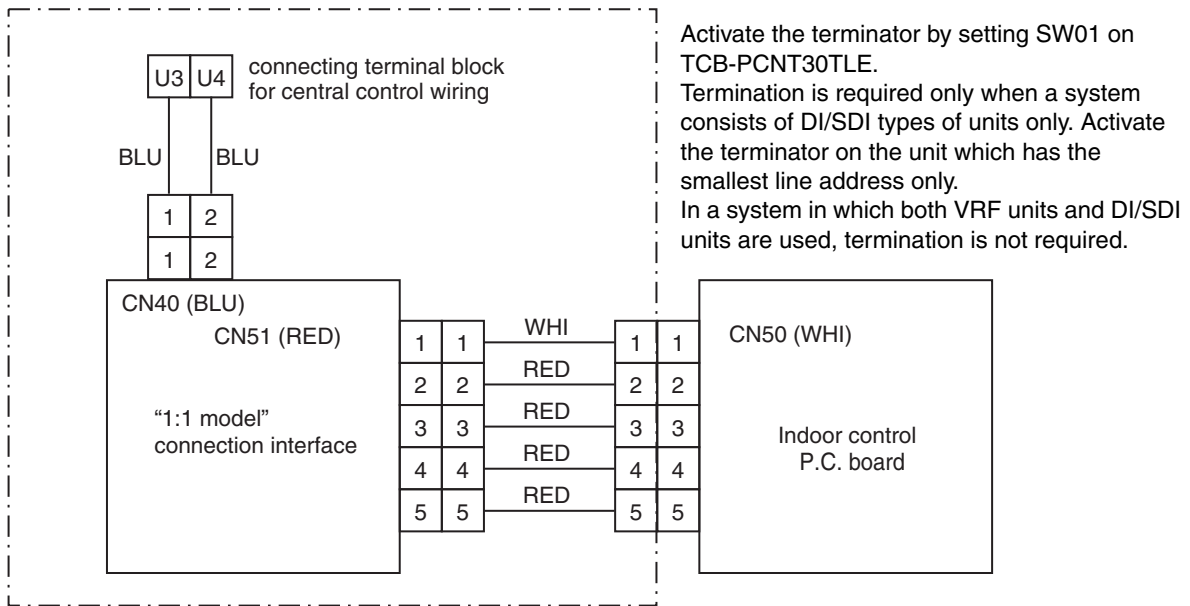 Activate the terminator by setting SW01 on
TCB-PCNT30TLE.
Termination is required only when a system
consists of DI/SDI types of units only. Activate
the terminator on the unit which has the
smallest line address only.
In a system in which both VRF units and DI/SDI
units are used, termination is not required.
U3 U4
connecting terminal block
for central control wiring
BLU BLU
1 2
1 2
CN40 (BLU)
CN51 (RED)
"1:1 model"
connection interface
1 1 WHI 1 1
2 2 RED 2 2
3 3 RED 3 3
4 4 RED 4 4
5 5 RED 5 5
CN50 (WHI)
Indoor control
P.C. board